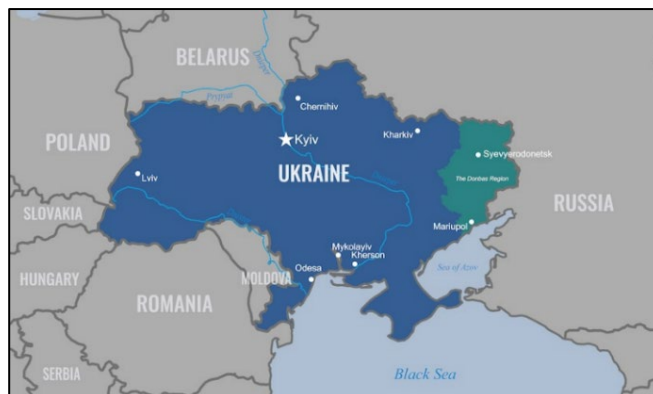 BELARUS
Dnieper
Pripyat
Chernihiv
POLAND
Kyiv
Kharkiv
Syevyerodonetsk
UKRAINE
The Donbas Region
Lviv
SLOVAKIA
RUSSIA
Mariupol
Mykolayiv
Kherson
HUNGARY
MOLDOVA
Odesa
Sea of Azov
ROMANIA
SERBIA
Black Sea